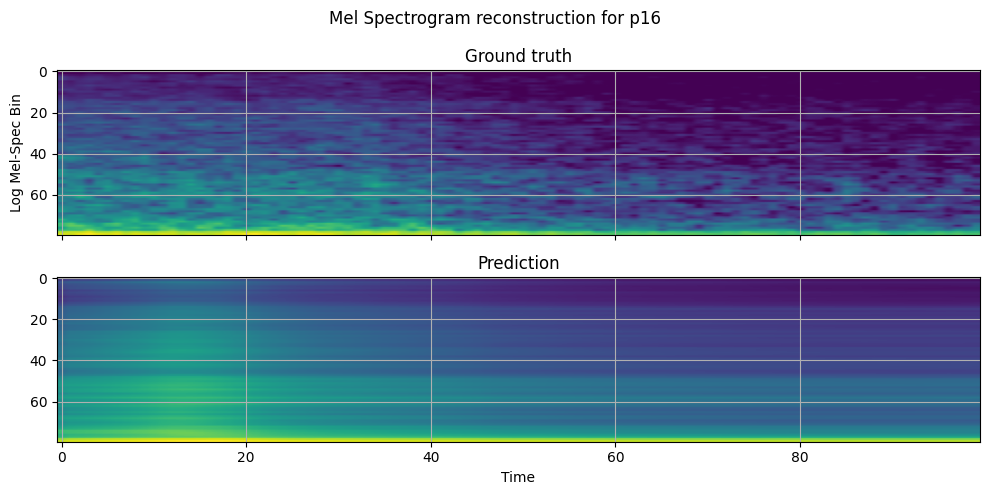 Mel Spectrogram reconstruction for p16
Ground truth
0
20
40
60
Log Mel-Spec Bin
Prediction
0
20
40
60
0 20 40 60 80
Time